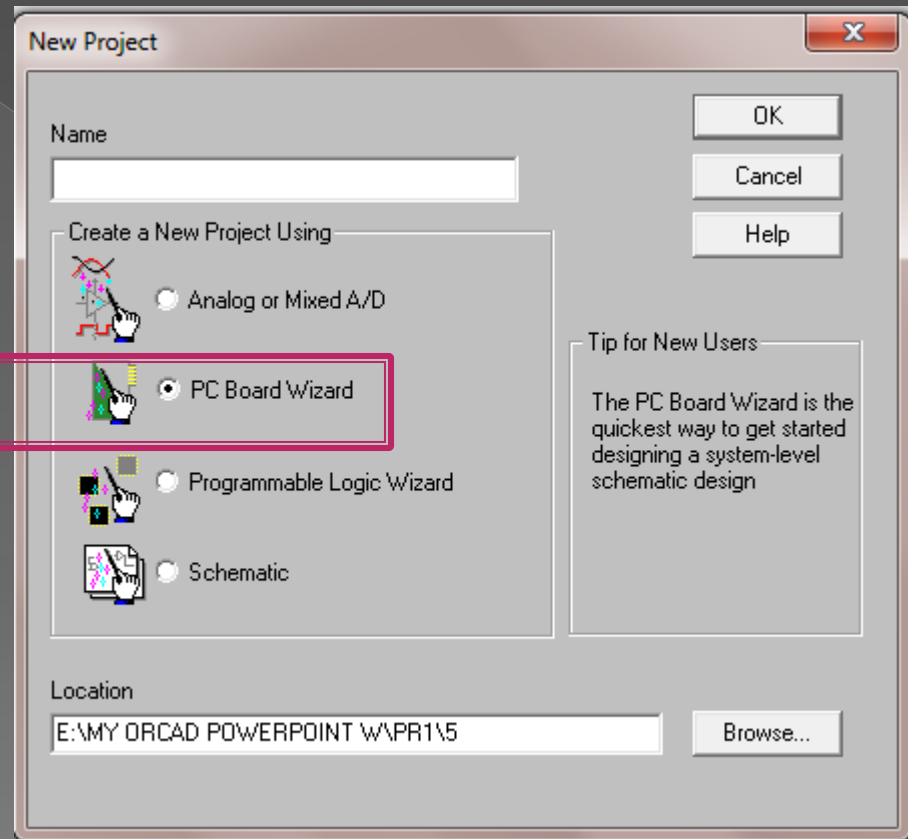 New Project
Name
OK
Cancel
Help
Create a New Project Using
Analog or Mixed A/D
PC Board Wizard
Programmable Logic Wizard
Schematic
Tip for New Users
The PC Board Wizard is the
quickest way to get started
designing a system-level
schematic design
Location
E:\MY ORCAD POWERPOINT W\PR1\5
Browse...